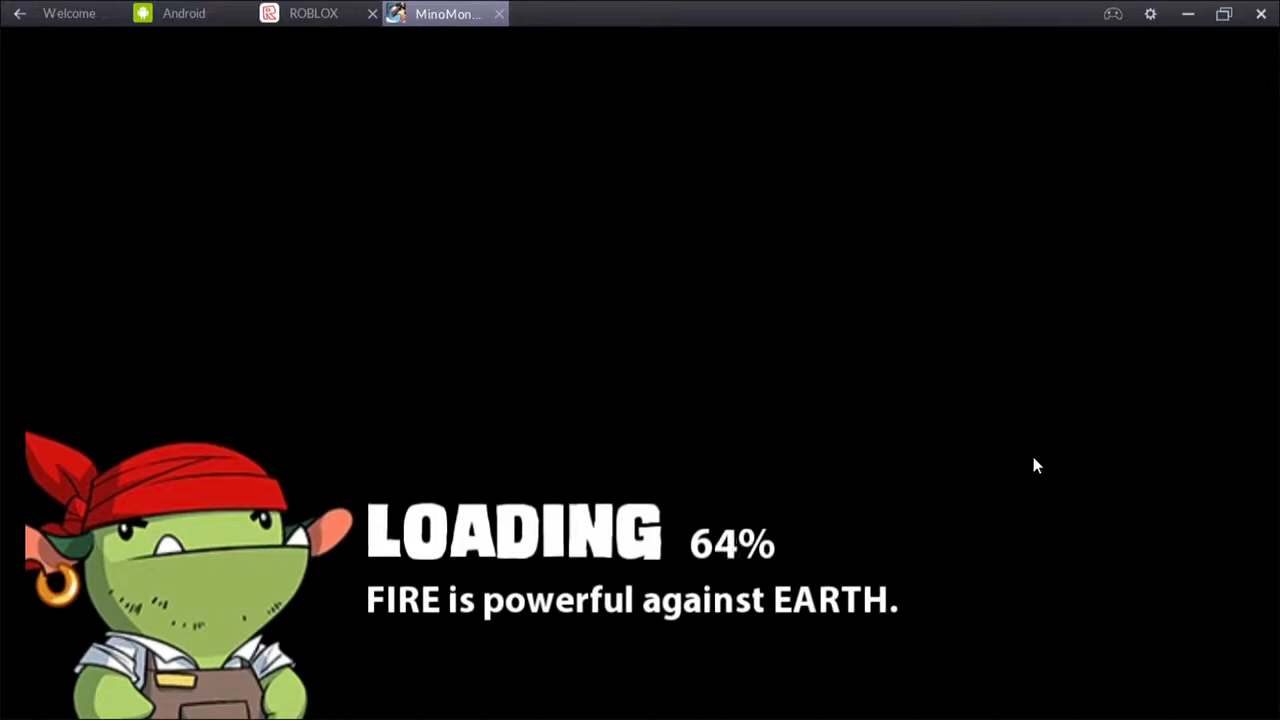 Welcome Android ROBLOX MinoMon...
LOADING 64%
FIRE is powerful against EARTH.